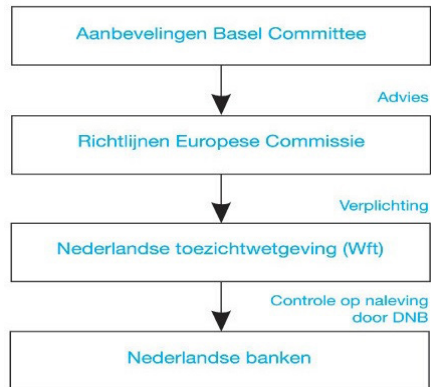 Aanbevelingen Basel Committee
Advies
Richtlijnen Europese Commissie
Verplichting
Nederlandse toezichtwetgeving (Wft)
Controle op naleving
door DNB
Nederlandse banken